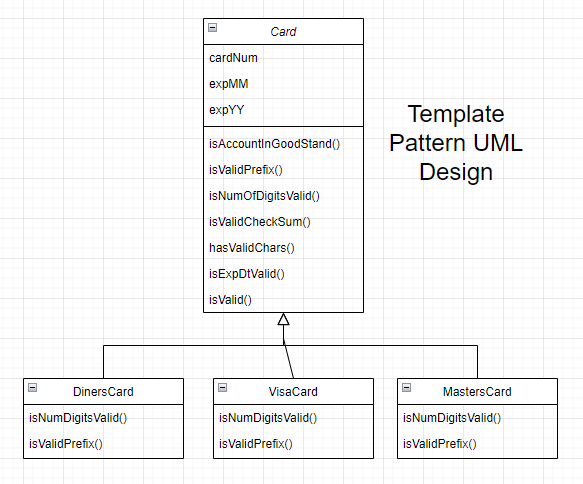 Card
cardNum
expMM
expYY
isAccountInGoodStand()
isValidPrefix()
isNumOfDigitsValid()
isValidCheckSum()
hasValidChars()
isExpDtValid()
isValid()
Template
Pattern UML
Design
DinersCard
isNumDigitsValid()
isValidPrefix()
VisaCard
isNumDigitsValid()
isValidPrefix()
MastersCard
isNumDigitsValid()
isValidPrefix()